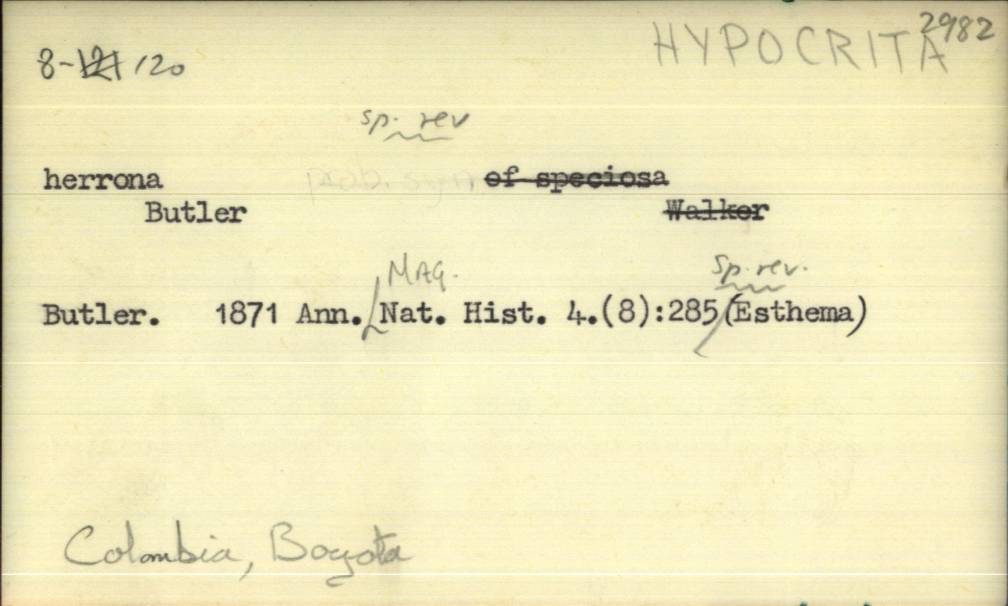 2982
HYPOCRITA
8-121 120
sp. rev
herrona prob. syn of speciosa
Butler Walker
MAG. Sp. rev.
Butler. 1871 Ann. Nat. Hist. 4.(8):285 (Esthema)
Colombia, Bogota